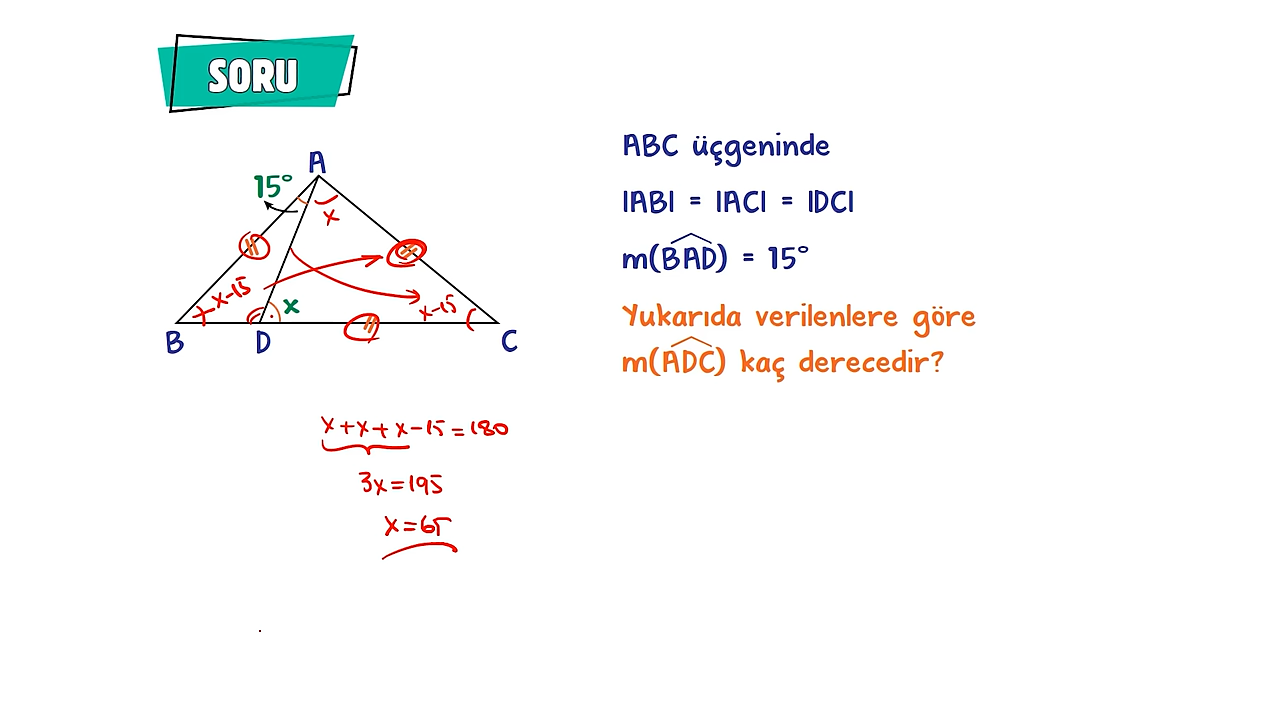 SORU
ABC üçgeninde
|AB| = |AC| = |DC|
m(BAD) = 15°
Yukarıda verilenlere göre
m(ADC) kaç derecedir?
A
15°
x
x-15
x
x-15
B
D
C
x+x+x-15=180
3x=195
x=65